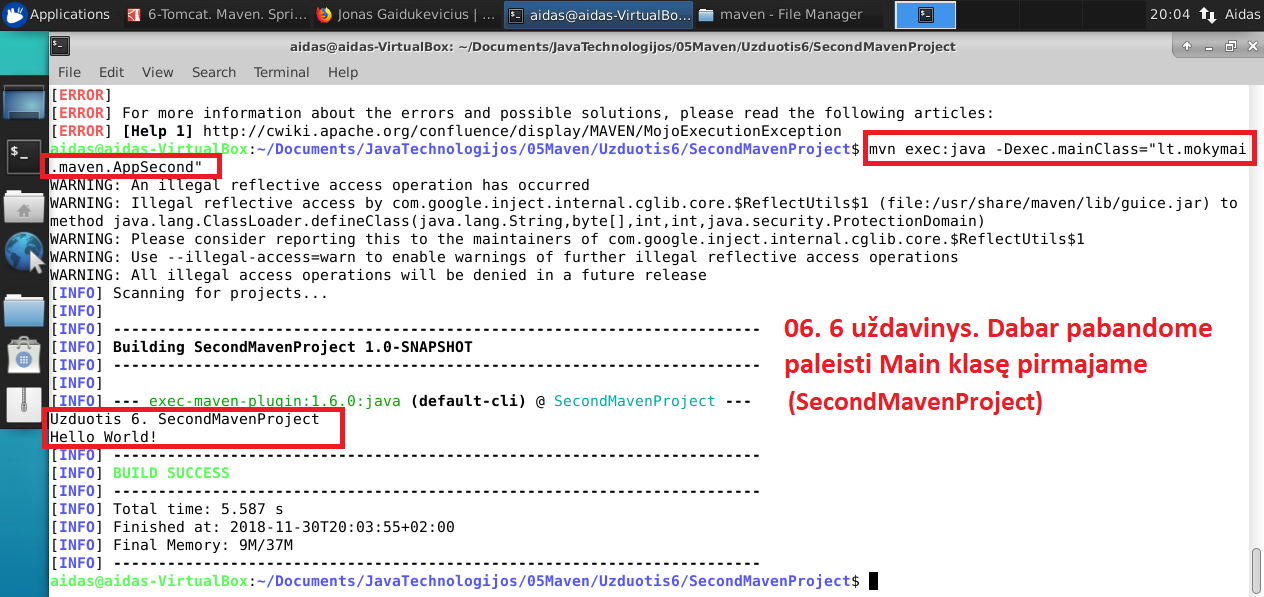 Applications 6-Tomcat. Maven. Spri... Jonas Gaidukevicius | ... aidas@aidas-VirtualBo... maven - File Manager 20:04 Aidas
aidas@aidas-VirtualBox: ~/Documents/JavaTechnologijos/05Maven/Uzduotis6/SecondMavenProject
File Edit View Search Terminal Help
[ERROR]
[ERROR] For more information about the errors and possible solutions, please read the following articles:
[ERROR] [Help 1] http://cwiki.apache.org/confluence/display/MAVEN/MojoExecutionException
aidas@aidas-VirtualBox:~/Documents/JavaTechnologijos/05Maven/Uzduotis6/SecondMavenProject$ mvn exec:java -Dexec.mainClass="lt.mokymai
.maven.AppSecond"
WARNING: An illegal reflective access operation has occurred
WARNING: Illegal reflective access by com.google.inject.internal.cglib.core.$ReflectUtils$1 (file:/usr/share/maven/lib/guice.jar) to
method java.lang.ClassLoader.defineClass(java.lang.String,byte[],int,int,java.security.ProtectionDomain)
WARNING: Please consider reporting this to the maintainers of com.google.inject.internal.cglib.core.$ReflectUtils$1
WARNING: Use --illegal-access=warn to enable warnings of further illegal reflective access operations
WARNING: All illegal access operations will be denied in a future release
[INFO] Scanning for projects...
[INFO]
[INFO] ------------------------------------------------------------------------
[INFO] Building SecondMavenProject 1.0-SNAPSHOT
[INFO] ------------------------------------------------------------------------
[INFO]
[INFO] --- exec-maven-plugin:1.6.0:java (default-cli) @ SecondMavenProject ---
Uzduotis 6. SecondMavenProject
Hello World!
[INFO] ------------------------------------------------------------------------
[INFO] BUILD SUCCESS
[INFO] ------------------------------------------------------------------------
[INFO] Total time: 5.587 s
[INFO] Finished at: 2018-11-30T20:03:55+02:00
[INFO] Final Memory: 9M/37M
[INFO] ------------------------------------------------------------------------
aidas@aidas-VirtualBox:~/Documents/JavaTechnologijos/05Maven/Uzduotis6/SecondMavenProject$
06. 6 uždavinys. Dabar pabandome
paleisti Main klasę pirmajame
(SecondMavenProject)